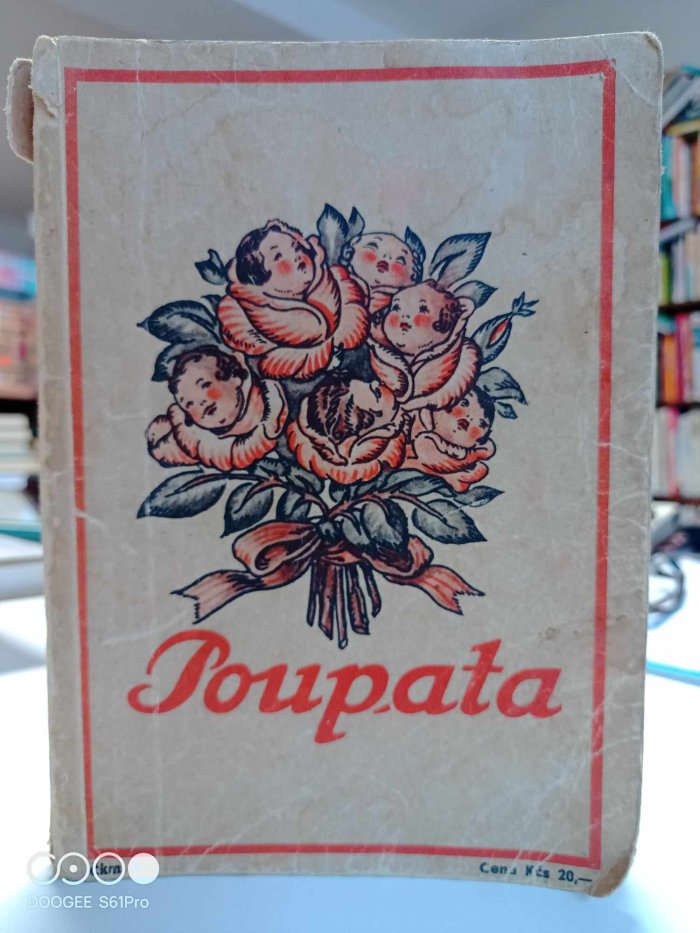 Poupata
Cena Kčs 20,—
DOOGEE S61Pro